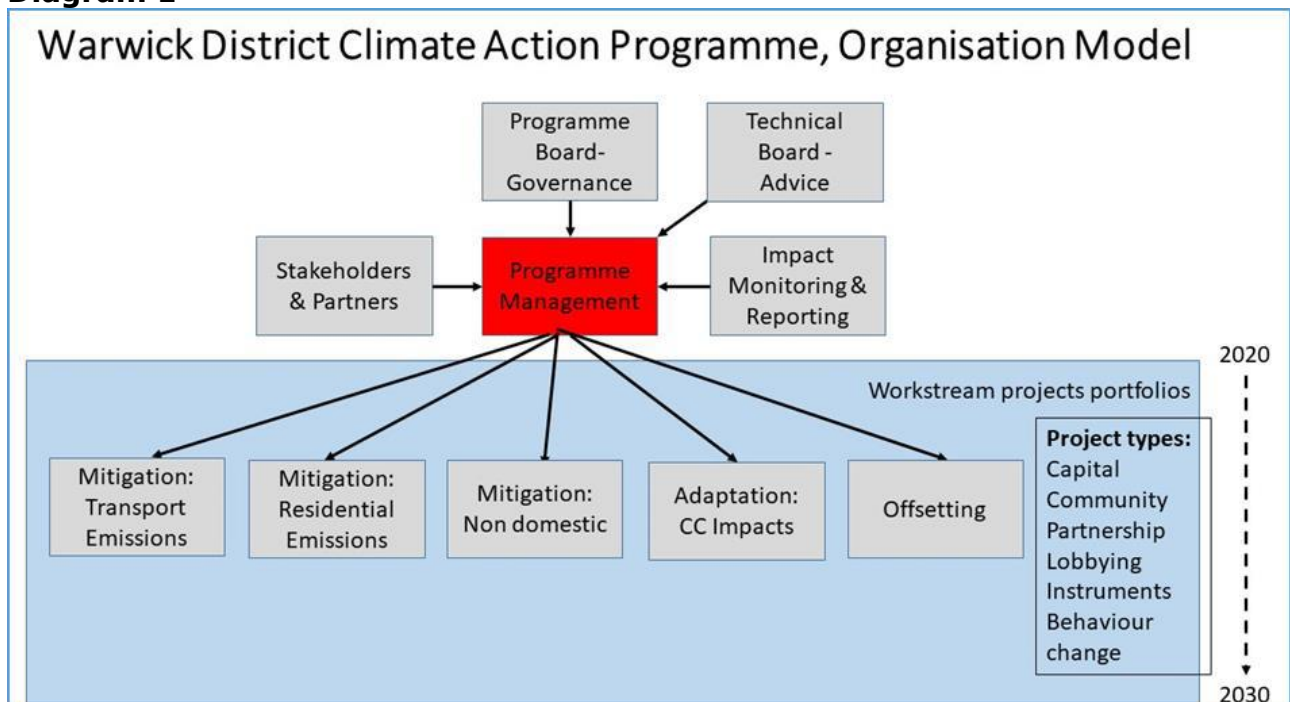 Warwick District Climate Action Programme, Organisation Model
Programme
Board-
Governance
Technical
Board -
Advice
Stakeholders
& Partners
Programme
Management
Impact
Monitoring &
Reporting
2020
Workstream projects portfolios
Mitigation:
Transport
Emissions
Mitigation:
Residential
Emissions
Mitigation:
Non domestic
Adaptation:
CC Impacts
Offsetting
Project types:
Capital
Community
Partnership
Lobbying
Instruments
Behaviour
change
2030